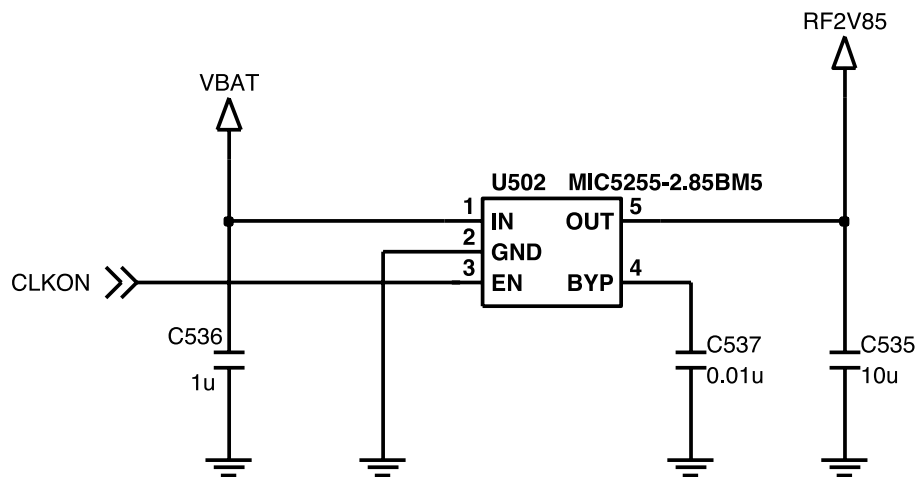 RF2V85
VBAT
U502 MIC5255-2.85BM5
1 IN OUT 5
2 GND
3 EN BYP 4
CLKON
C536
1u
C537
0.01u
C535
10u